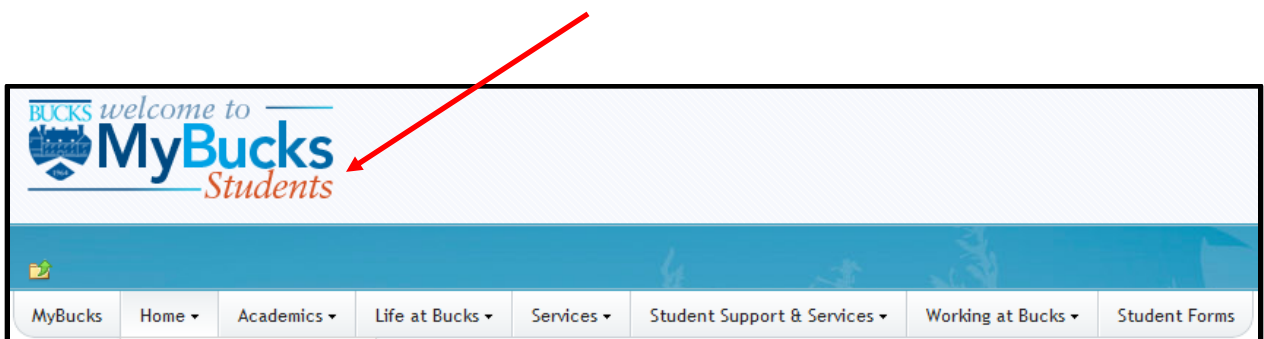 BUCKS welcome to
MyBucks
1964
Students
MyBucks Home Academics Life at Bucks Services Student Support & Services Working at Bucks Student Forms